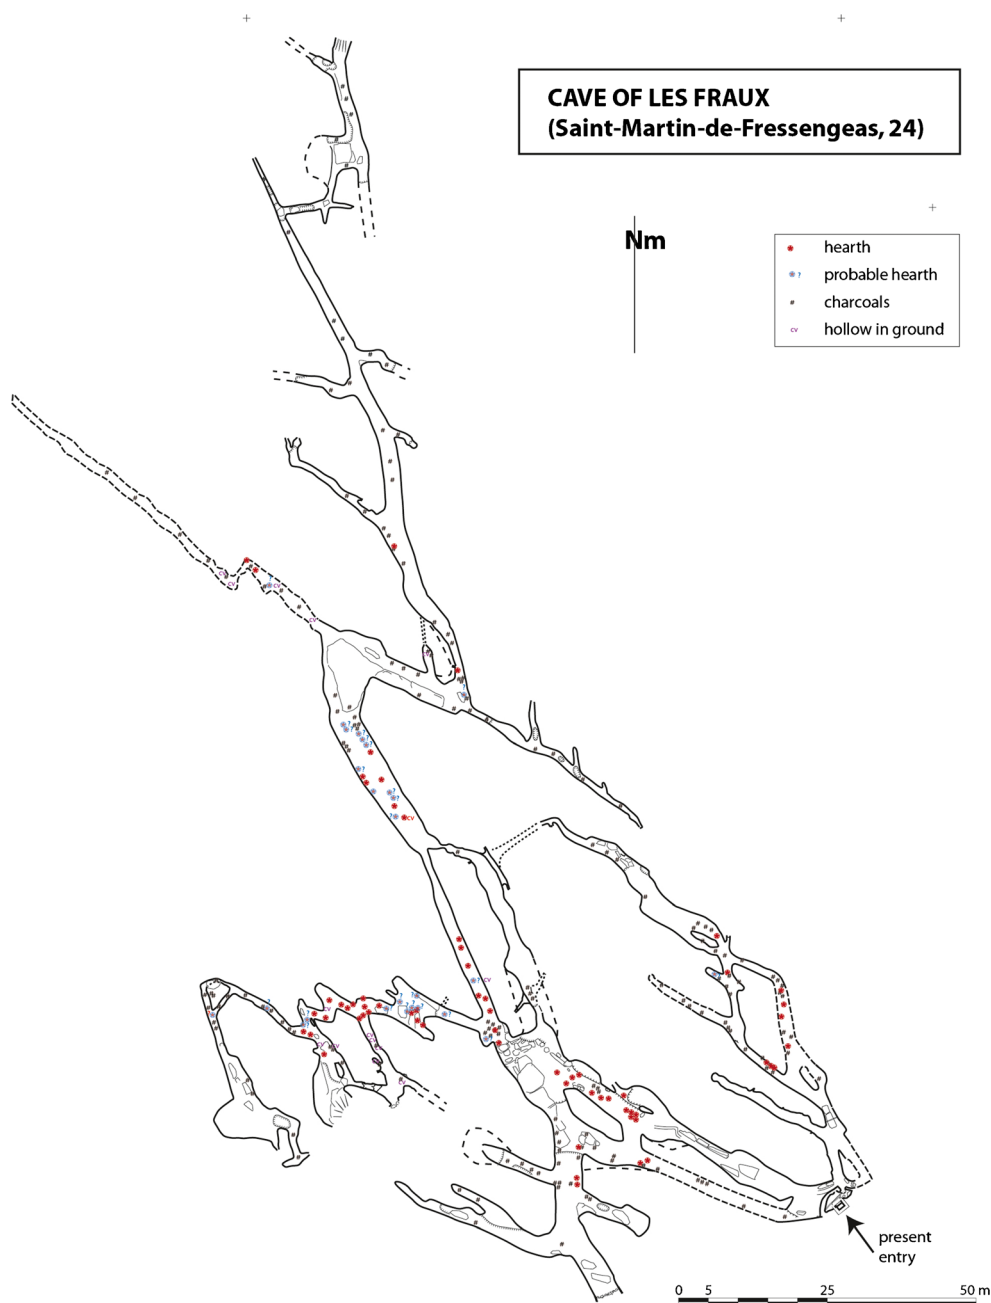 CAVE OF LES FRAUX
(Saint-Martin-de-Fressengeas, 24)
Nm
hearth
? probable hearth
# charcoals
CV hollow in ground
present
entry
0 5 25 50 m